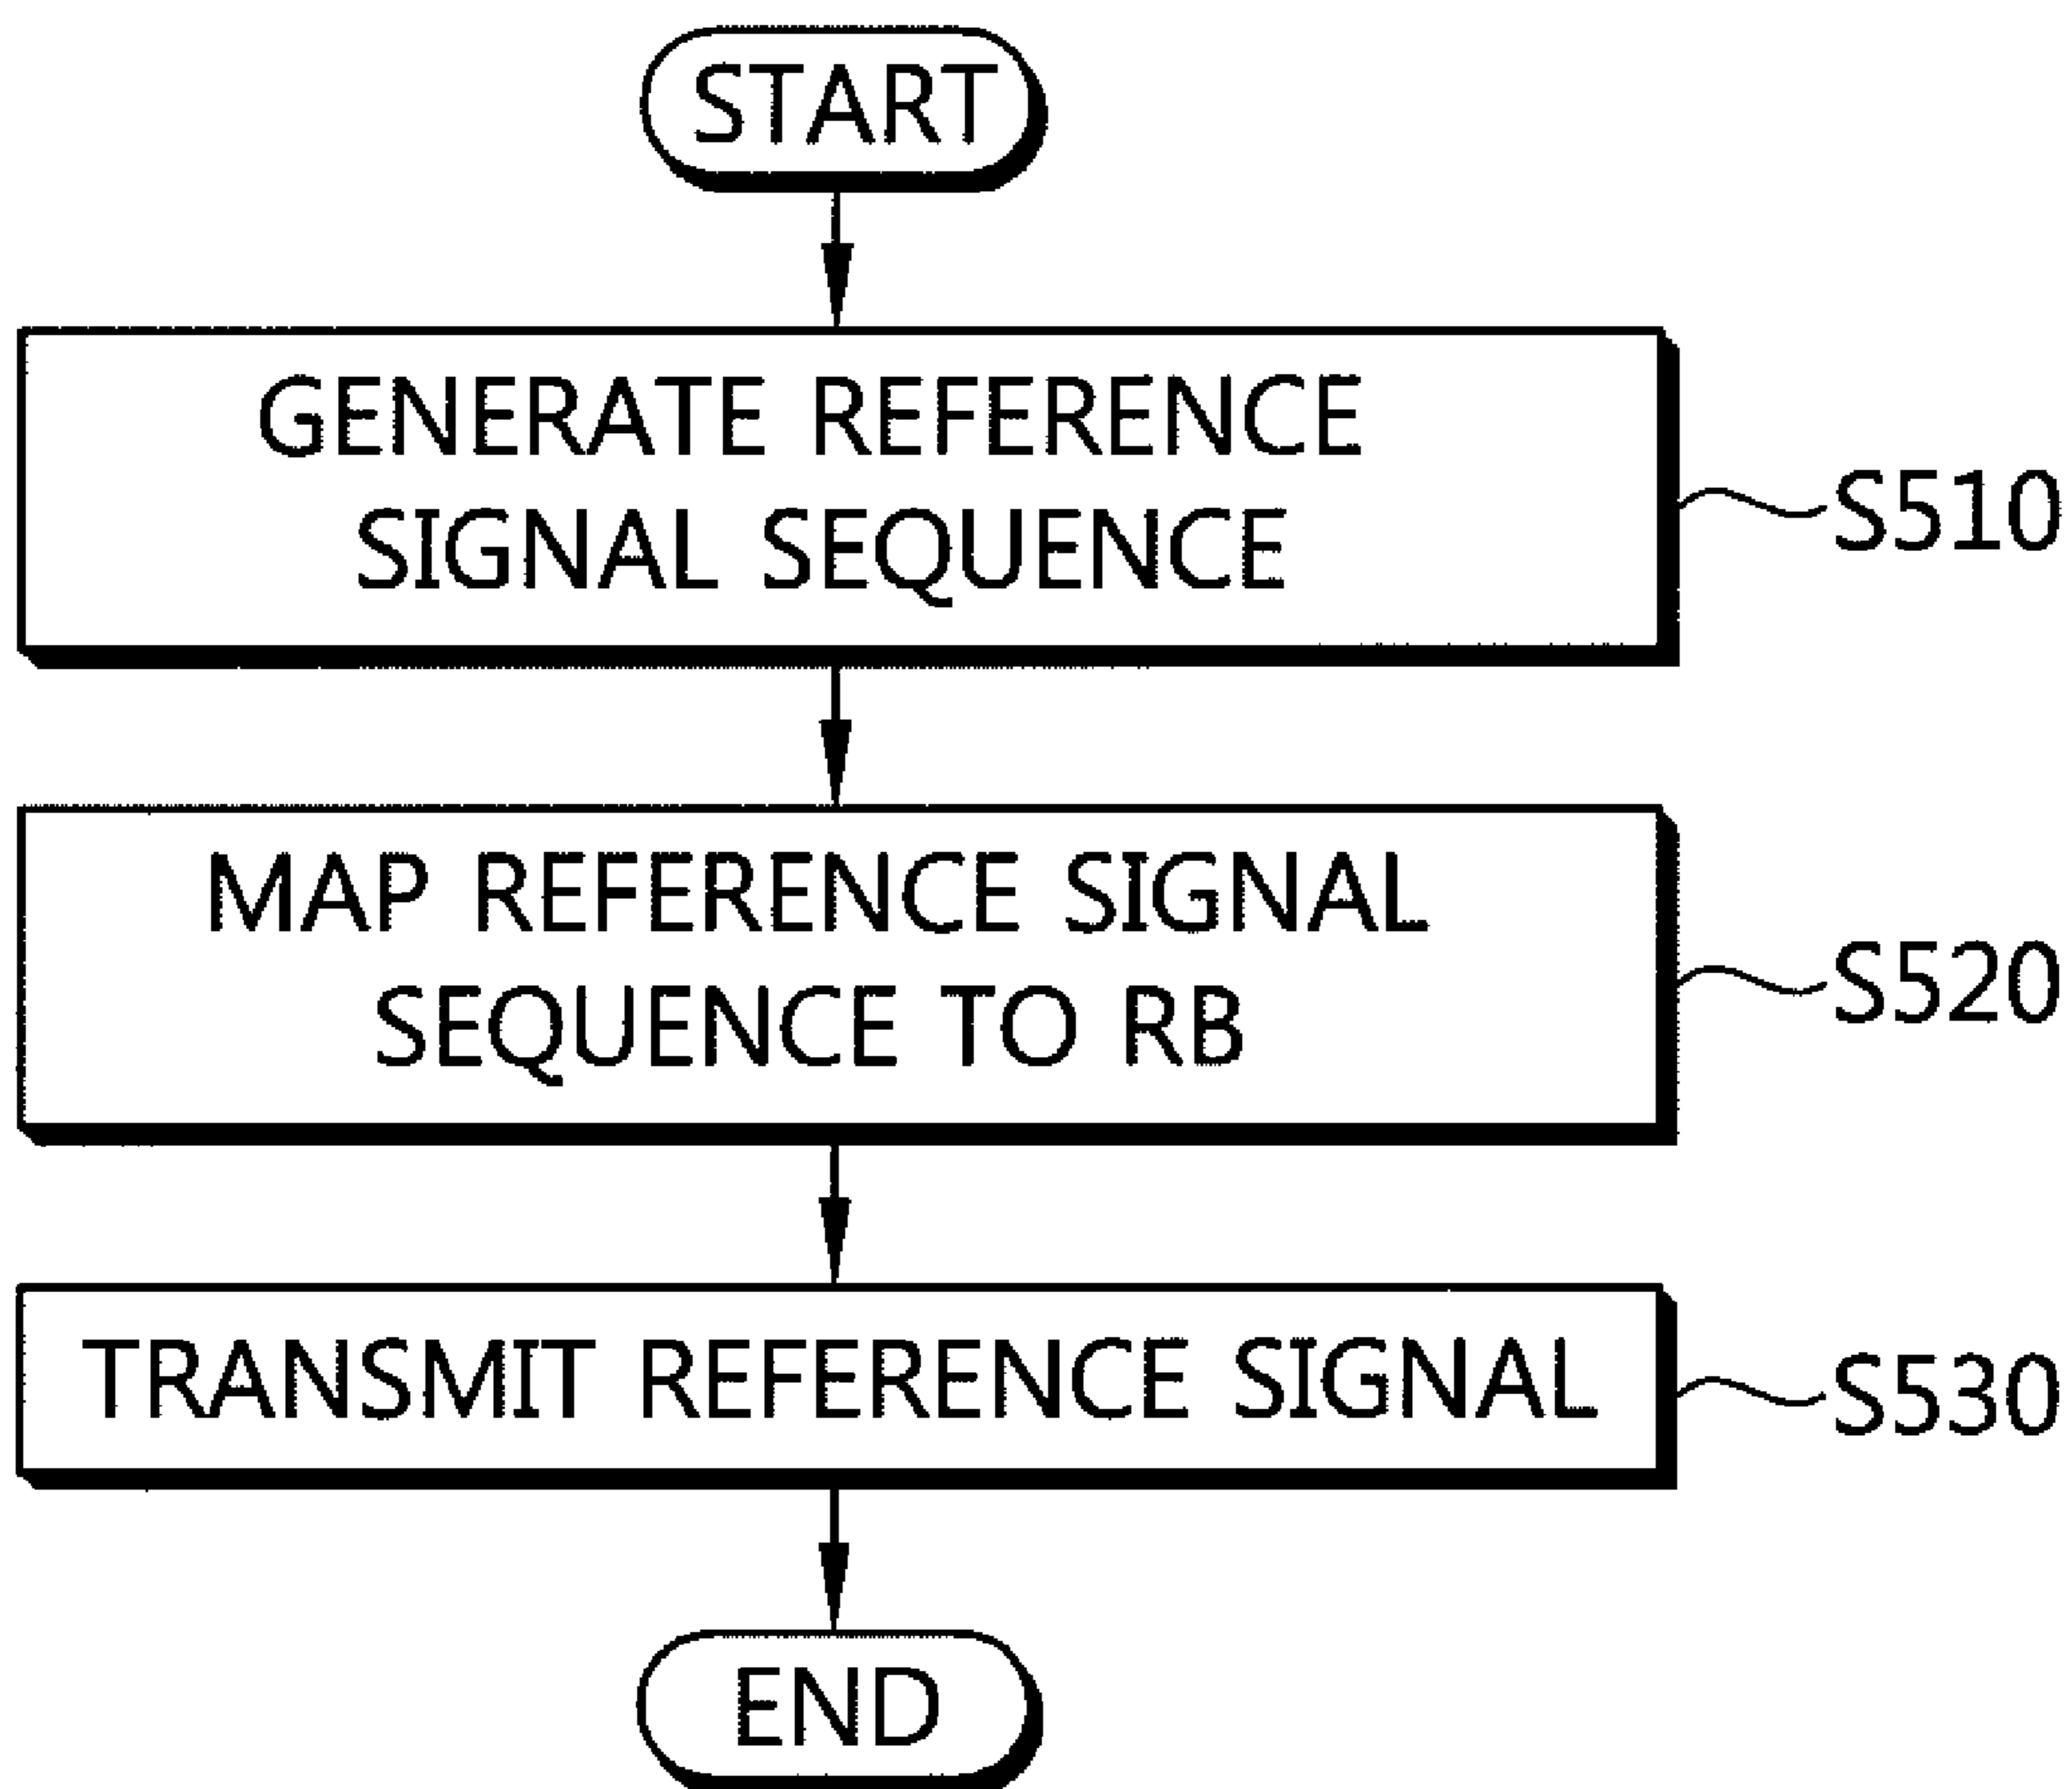 START
GENERATE REFERENCE
SIGNAL SEQUENCE
S510
MAP REFERENCE SIGNAL
SEQUENCE TO RB
S520
TRANSMIT REFERENCE SIGNAL
S530
END